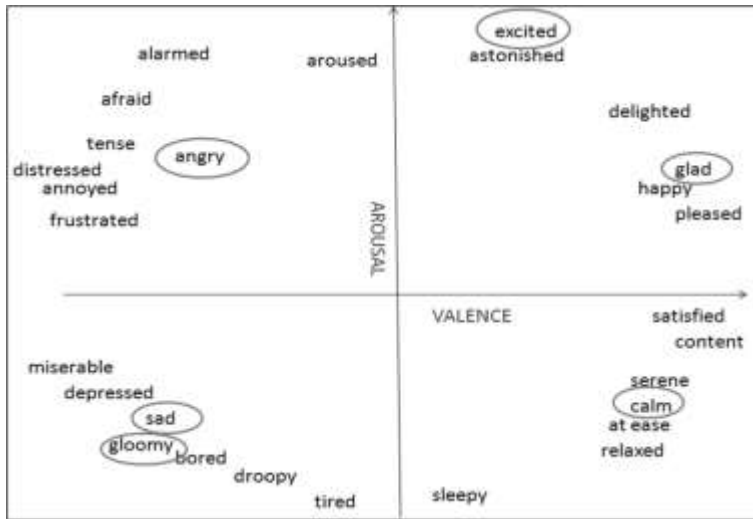 excited
alarmed
aroused
astonished
afraid
delighted
tense
angry
distressed
glad
annoyed
happy
frustrated
pleased
AROUSAL
VALENCE
satisfied
content
miserable
depressed
serene
calm
sad
at ease
gloomy
bored
relaxed
droopy
tired
sleepy